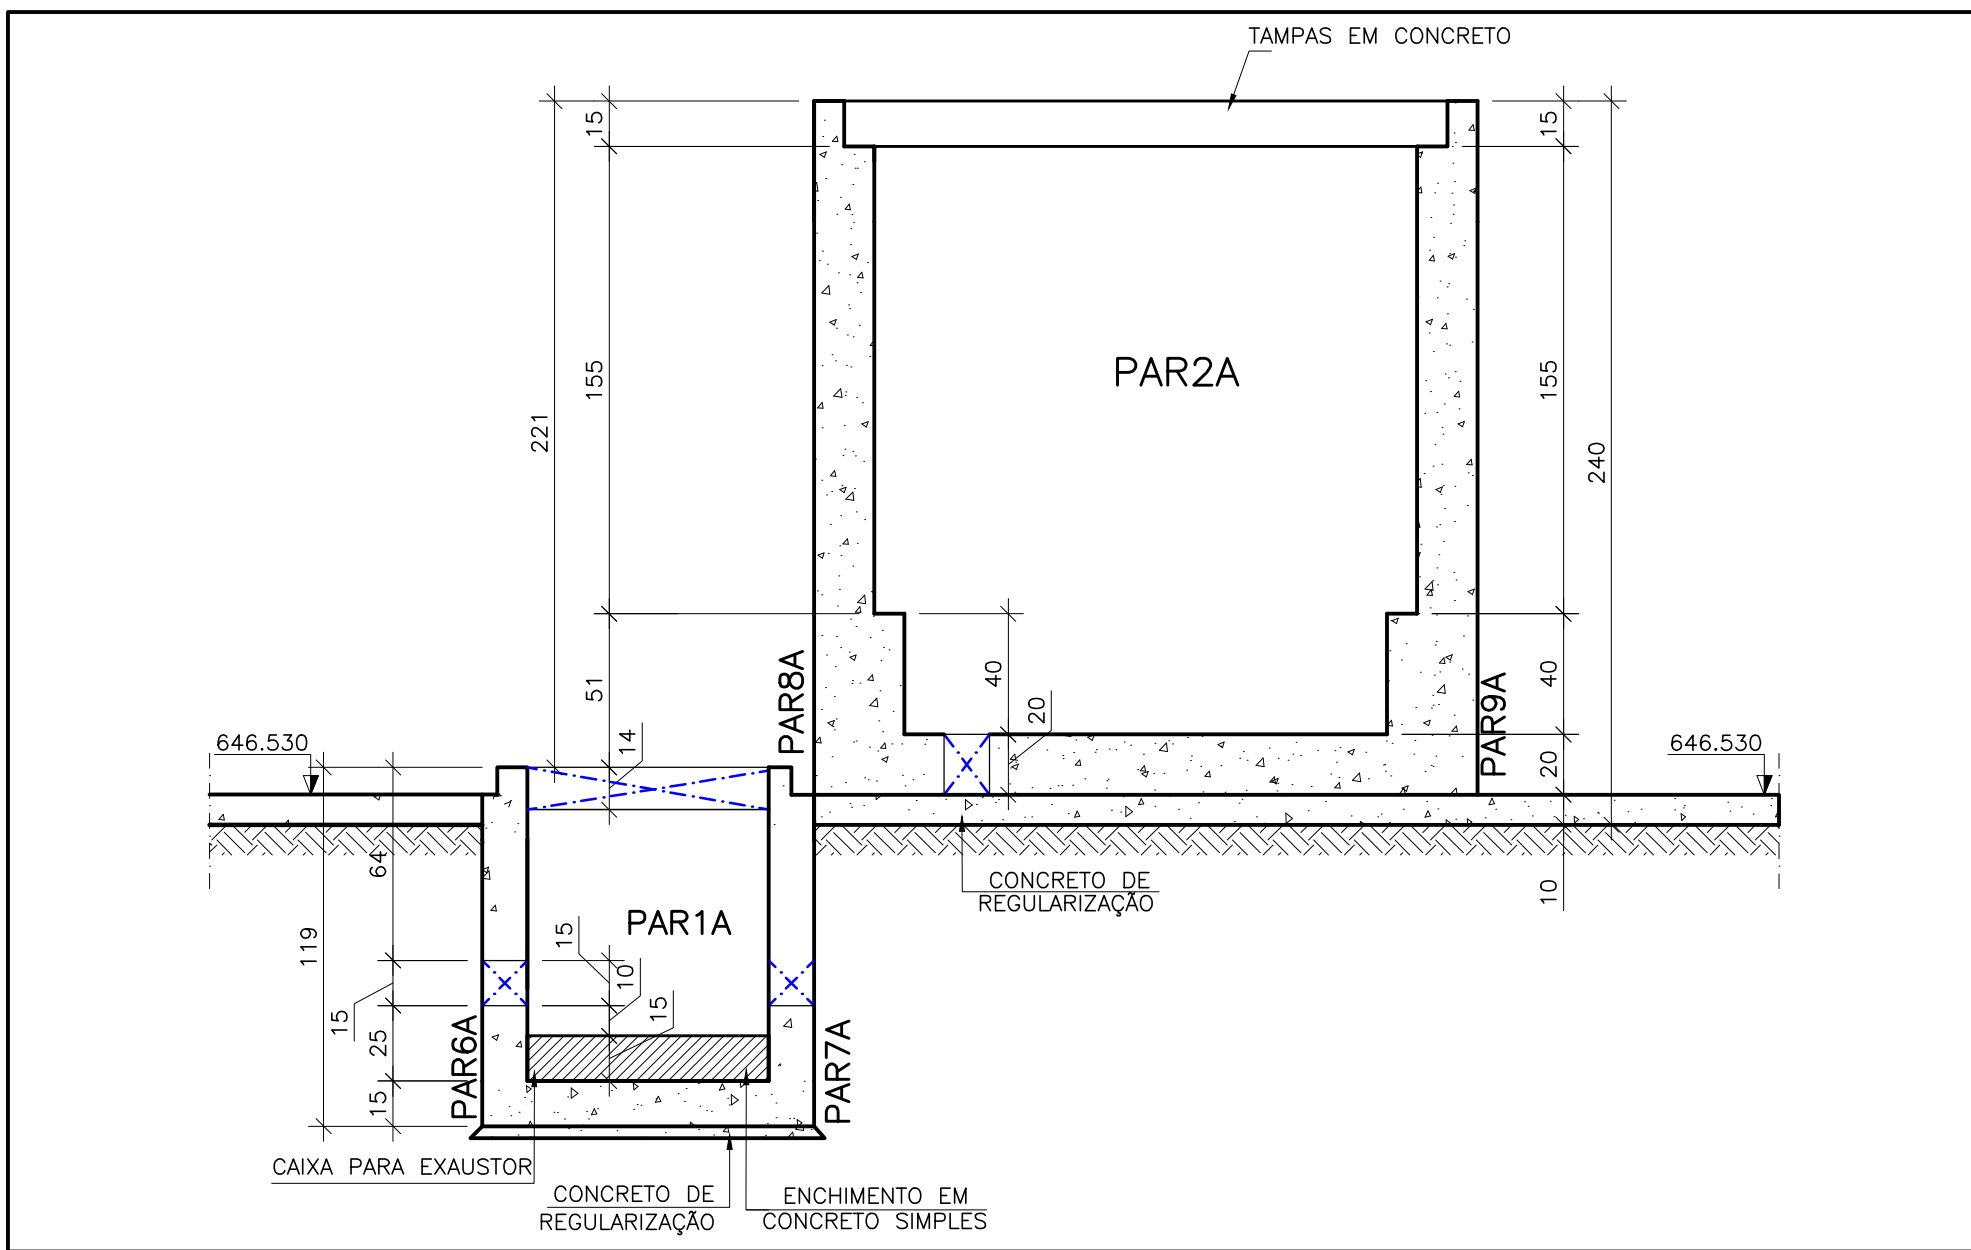 TAMPAS EM CONCRETO
15
15
155
155
221
240
PAR2A
51
40
40
20
14
20
PAR8A
PAR9A
646.530
646.530
64
10
CONCRETO DE
REGULARIZAÇÃO
119
PAR1A
15
10
15
15
25
15
PAR6A
PAR7A
CAIXA PARA EXAUSTOR
CONCRETO DE
REGULARIZAÇÃO
ENCHIMENTO EM
CONCRETO SIMPLES